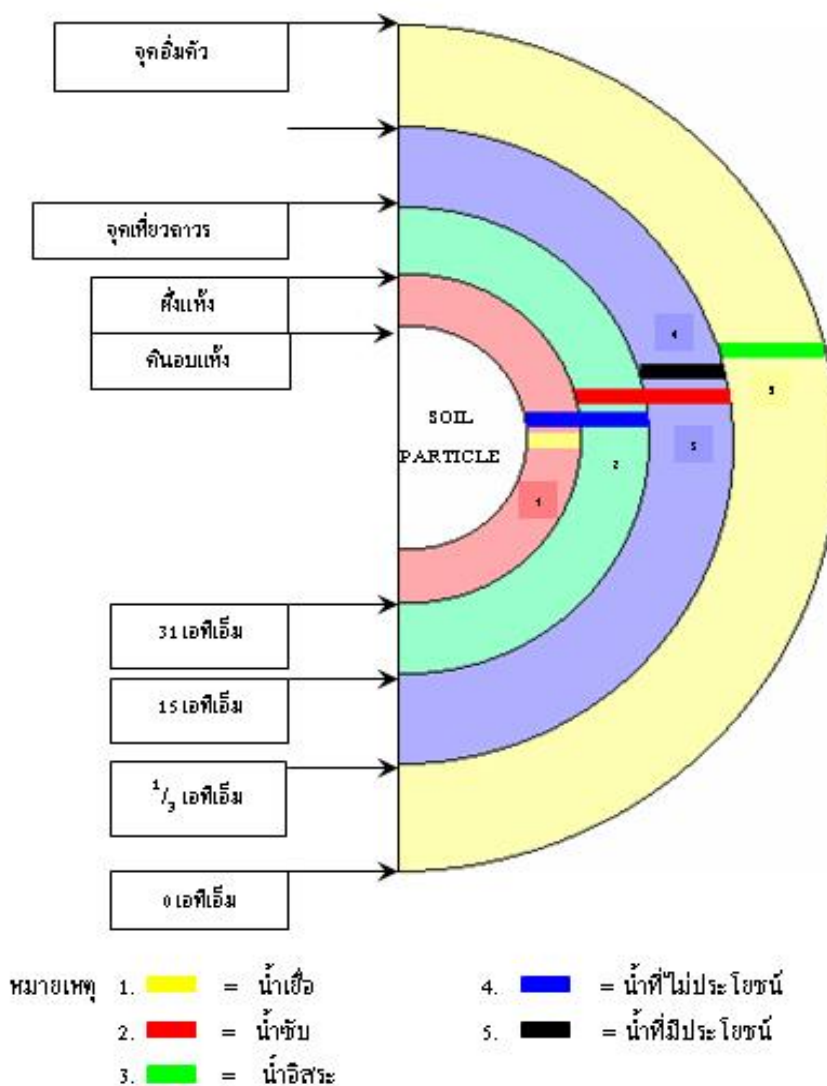 จุดอิ่มตัว
จุดเหี่ยวถาวร
ผึ่งแห้ง
ดินอบแห้ง
SOIL
PARTICLE
4
3
5
2
1
31 เอทีเอ็ม
15 เอทีเอ็ม
1/3 เอทีเอ็ม
0 เอทีเอ็ม
หมายเหตุ 1. = น้ำเยื่อ 4. = น้ำที่ไม่ประโยชน์
2. = น้ำซับ 5. = น้ำที่มีประโยชน์
3. = น้ำอิสระ